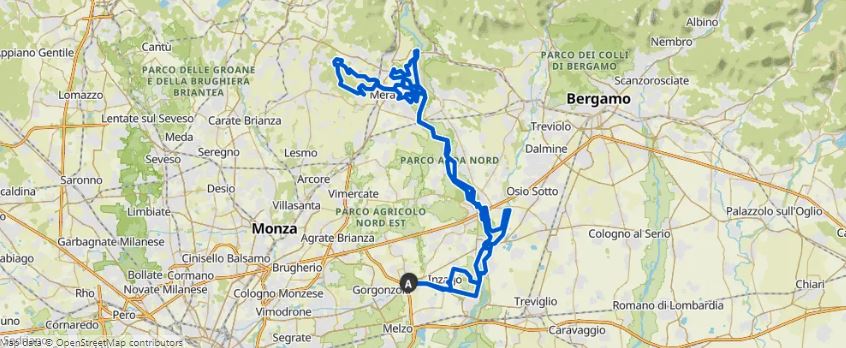 Albino
Cantù
Appiano Gentile
Nembro
PARCO DEI COLLI
DI BERGAMO
PARCO DELLE GROANE
E DELLA BRUGHIERA
BRIANTEA
Scanzorosciate
Lomazzo
Mera
Bergamo
Lentate sul Seveso
Carate Brianza
Meda
Treviolo
Seveso
Seregno
Lesmo
Dalmine
PARCO ADDA NORD
Saronno
Arcore
Desio
Vimercate
Osio Sotto
Limbiate
Villasanta
PARCO AGRICOLO
NORD EST
Palazzolo sull'Oglio
Monza
Cologno al Serio
Garbagnate Milanese
Agrate Brianza
Cinisello Balsamo
Brugherio
Bollate
Cormano
A
Inzago
Rho
Novate Milanese
Cologno Monzese
Chiari
Treviglio
Romano di Lombardia
Pero
Vimodrone
Cornaredo
Segrate
Melzo
Caravaggio
Map data © OpenStreetMap contributors